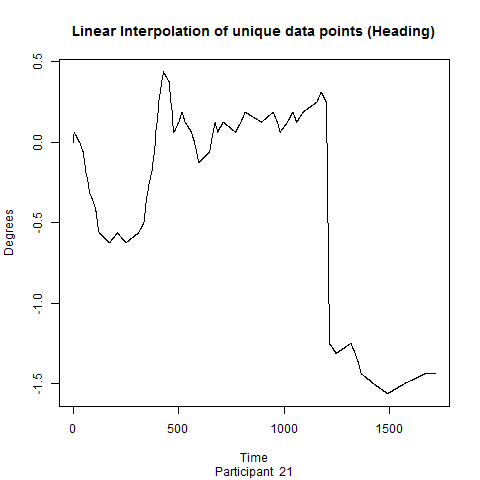 Linear Interpolation of unique data points (Heading)
Degrees
0.5
0.0
-0.5
-1.0
-1.5
0 500 1000 1500
Time
Participant 21